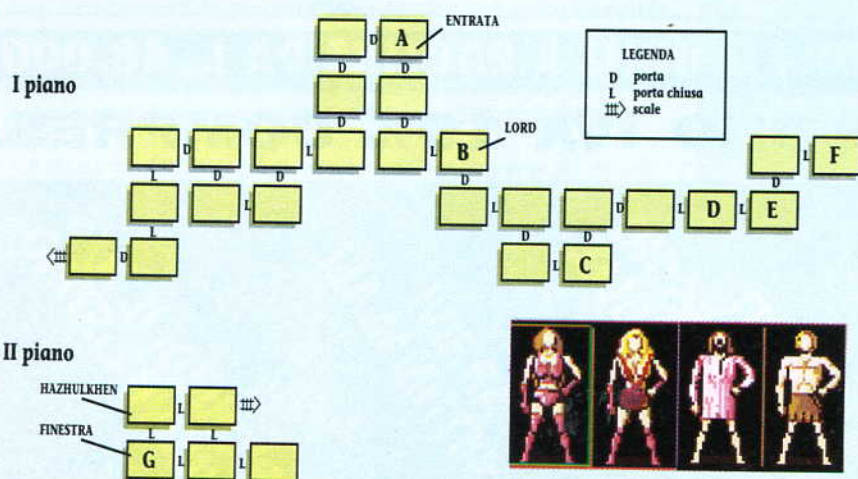 ENTRATA
D A
I piano
D D
LEGENDA
D porta
L porta chiusa
scale
D D
LORD
D L L B L F
L D D D D
L L D L D L E
L D D
D L C
II piano
HAZHULKHEN
L
L L
FINESTRA
G L L